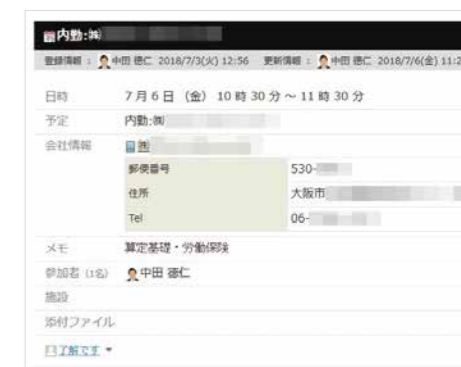 内勤:㈱
登録情報 : 中田 徳仁 2018/7/3(火) 12:56 更新情報 : 中田 徳仁 2018/7/6(金) 11:2
日時 7月6日 (金) 10時30分～11時30分
予定 内勤:㈱
会社情報 ㈱
郵便番号 530-
住所 大阪市
Tel 06-
メモ 算定基礎・労働保険
参加者 (1名) 中田 徳仁
施設
添付ファイル
了解です